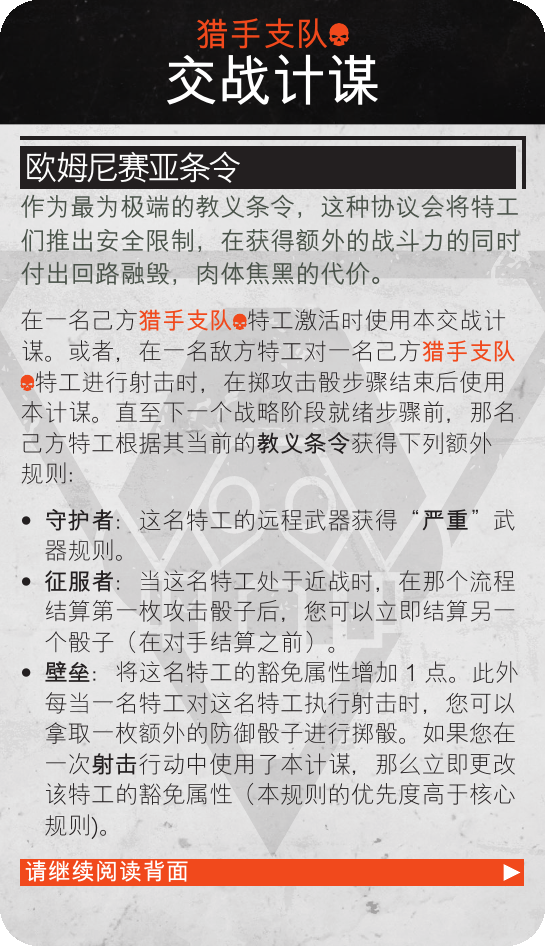 猎手支队
交战计谋
欧姆尼赛亚条令
作为最为极端的教义条令，这种协议会将特工
们推出安全限制，在获得额外的战斗力的同时
付出回路融毁，肉体焦黑的代价。
在一名己方猎手支队特工激活时使用本交战计
谋。或者，在一名敌方特工对一名己方猎手支队
特工进行射击时，在掷攻击骰步骤结束后使用
本计谋。直至下一个战略阶段就绪步骤前，那名
己方特工根据其当前的教义条令获得下列额外
规则:
• 守护者：这名特工的远程武器获得“严重”武
器规则。
• 征服者：当这名特工处于近战时，在那个流程
结算第一枚攻击骰子后，您可以立即结算另一
个骰子（在对手结算之前）。
• 壁垒：将这名特工的豁免属性增加 1 点。此外
每当一名特工对这名特工执行射击时，您可以
拿取一枚额外的防御骰子进行掷骰。如果您在
一次射击行动中使用了本计谋，那么立即更改
该特工的豁免属性（本规则的优先度高于核心
规则)。
请继续阅读背面